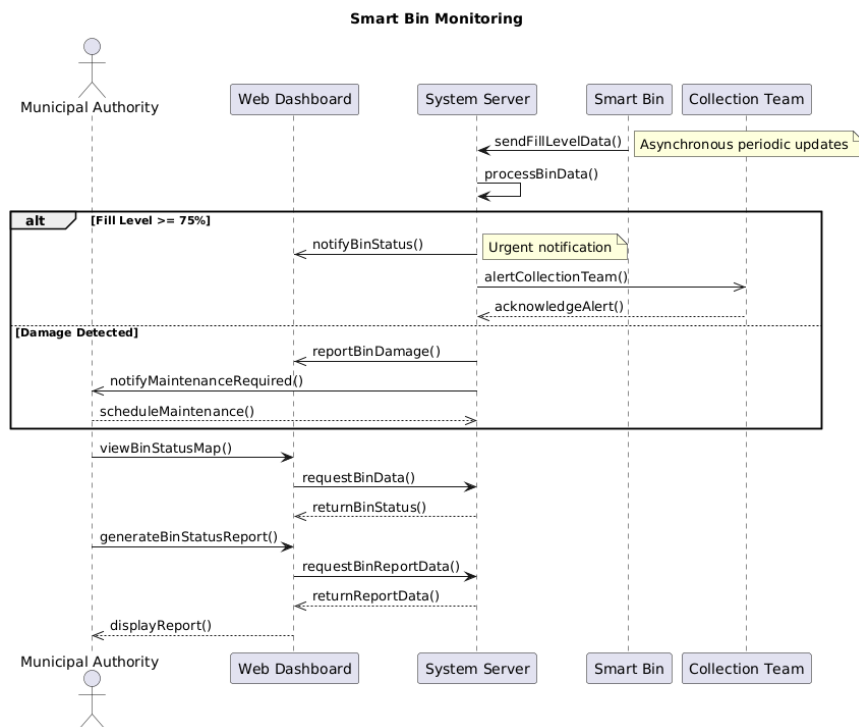 Smart Bin Monitoring
Municipal Authority
Web Dashboard
System Server
Smart Bin
Collection Team
sendFillLevelData()
Asynchronous periodic updates
processBinData()
alt
[Fill Level >= 75%]
notifyBinStatus()
Urgent notification
alertCollectionTeam()
acknowledgeAlert()
[Damage Detected]
reportBinDamage()
notifyMaintenanceRequired()
scheduleMaintenance()
viewBinStatusMap()
requestBinData()
returnBinStatus()
generateBinStatusReport()
requestBinReportData()
returnReportData()
displayReport()
Municipal Authority
Web Dashboard
System Server
Smart Bin
Collection Team